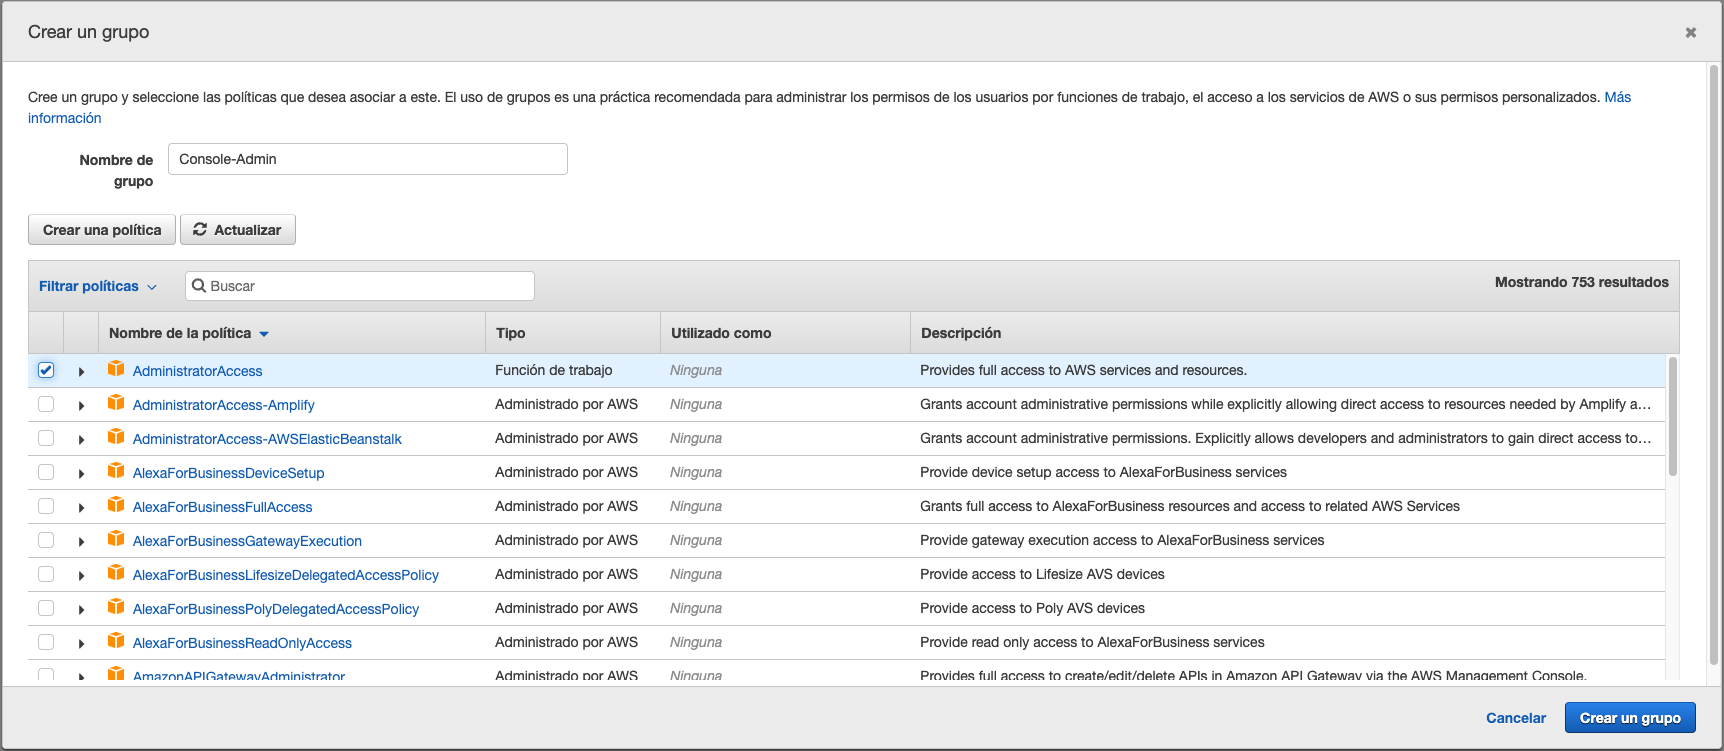 Crear un grupo
Cree un grupo y seleccione las políticas que desea asociar a este. El uso de grupos es una práctica recomendada para administrar los permisos de los usuarios por funciones de trabajo, el acceso a los servicios de AWS o sus permisos personalizados. Más
información
Nombre de
grupo
Console-Admin
Crear una política Actualizar
Filtrar políticas Buscar Mostrando 753 resultados
Nombre de la política Tipo Utilizado como Descripción
AdministratorAccess Función de trabajo Ninguna Provides full access to AWS services and resources.
AdministratorAccess-Amplify Administrado por AWS Ninguna Grants account administrative permissions while explicitly allowing direct access to resources needed by Amplify a...
AdministratorAccess-AWSElasticBeanstalk Administrado por AWS Ninguna Grants account administrative permissions. Explicitly allows developers and administrators to gain direct access to...
AlexaForBusinessDeviceSetup Administrado por AWS Ninguna Provide device setup access to AlexaForBusiness services
AlexaForBusinessFullAccess Administrado por AWS Ninguna Grants full access to AlexaForBusiness resources and access to related AWS Services
AlexaForBusinessGatewayExecution Administrado por AWS Ninguna Provide gateway execution access to AlexaForBusiness services
AlexaForBusinessLifesizeDelegatedAccessPolicy Administrado por AWS Ninguna Provide access to Lifesize AVS devices
AlexaForBusinessPolyDelegatedAccessPolicy Administrado por AWS Ninguna Provide access to Poly AVS devices
AlexaForBusinessReadOnlyAccess Administrado por AWS Ninguna Provide read only access to AlexaForBusiness services
AmazonAPIGatewayAdministrator Administrado por AWS Ninguna Provides full access to create/edit/delete APIs in Amazon API Gateway via the AWS Management Console.
Cancelar Crear un grupo